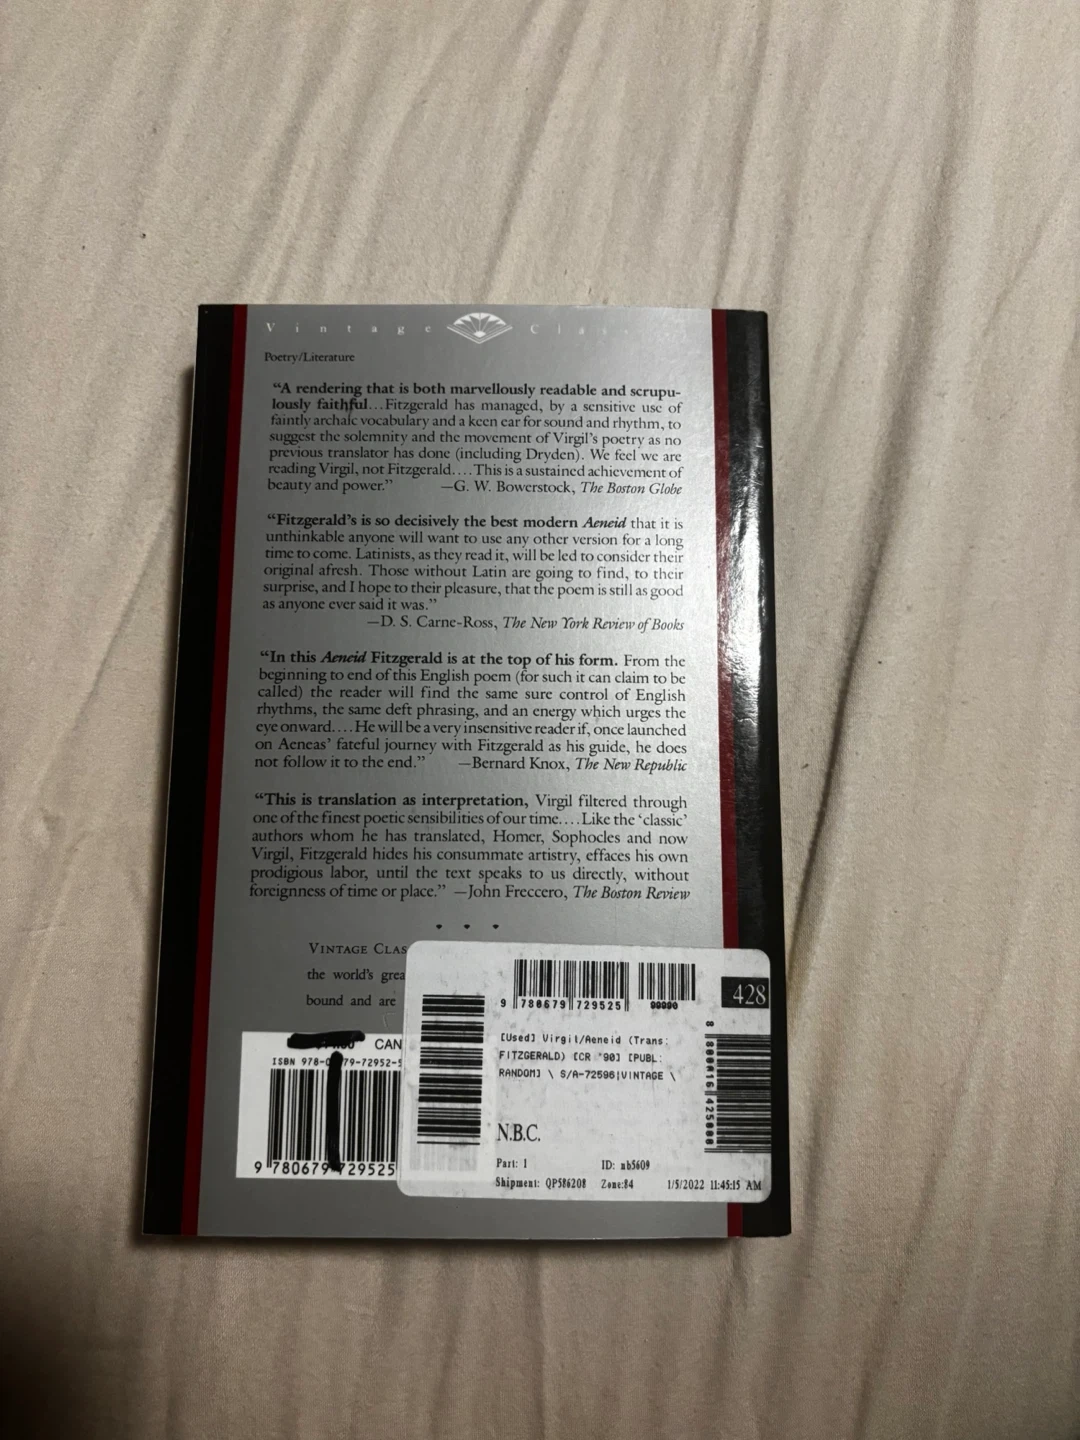 Vintage Clas
Poetry/Literature
“A rendering that is both marvellously readable and scrupu-
lously faithful...Fitzgerald has managed, by a sensitive use of
faintly archaic vocabulary and a keen ear for sound and rhythm, to
suggest the solemnity and the movement of Virgil’s poetry as no
previous translator has done (including Dryden). We feel we are
reading Virgil, not Fitzgerald....This is a sustained achievement of
beauty and power.” —G. W. Bowerstock, The Boston Globe
“Fitzgerald’s is so decisively the best modern Aeneid that it is
unthinkable anyone will want to use any other version for a long
time to come. Latinists, as they read it, will be led to consider their
original afresh. Those without Latin are going to find, to their
surprise, and I hope to their pleasure, that the poem is still as good
as anyone ever said it was.”
—D. S. Carne-Ross, The New York Review of Books
“In this Aeneid Fitzgerald is at the top of his form. From the
beginning to end of this English poem (for such it can claim to be
called) the reader will find the same sure control of English
rhythms, the same deft phrasing, and an energy which urges the
eye onward....He will be a very insensitive reader if, once launched
on Aeneas’ fateful journey with Fitzgerald as his guide, he does
not follow it to the end.” —Bernard Knox, The New Republic
“This is translation as interpretation, Virgil filtered through
one of the finest poetic sensibilities of our time....Like the ‘classic’
authors whom he has translated, Homer, Sophocles and now
Virgil, Fitzgerald hides his consummate artistry, effaces his own
prodigious labor, until the text speaks to us directly, without
foreignness of time or place.” —John Freccero, The Boston Review
VINTAGE CLAS
the world’s grea
bound and are
CAN
ISBN 978-0-79-72952-5
9 780679 729525
9 780679 729525 90000
428
[Used] Virgil/Aeneid (Trans:
FITZGERALD) [CR '90] [PUBL:
RANDOM] \ S/A-72596|VINTAGE \
N.B.C.
Part: 1 ID: nb5609
Shipment: QP586208 Zone:84 1/5/2022 11:45:15 AM